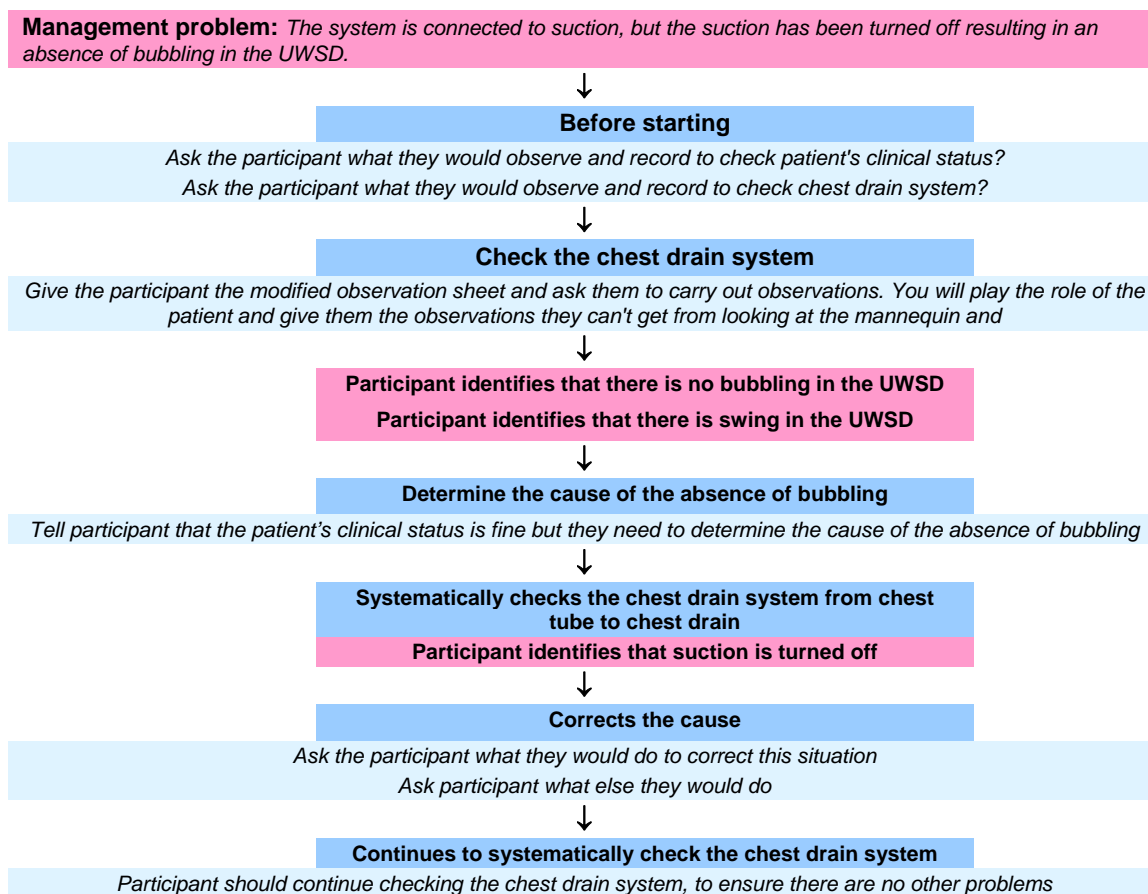 Management problem: The system is connected to suction, but the suction has been turned off resulting in an
absence of bubbling in the UWSD.
Before starting
Ask the participant what they would observe and record to check patient's clinical status?
Ask the participant what they would observe and record to check chest drain system?
Check the chest drain system
Give the participant the modified observation sheet and ask them to carry out observations. You will play the role of the
patient and give them the observations they can't get from looking at the mannequin and
Participant identifies that there is no bubbling in the UWSD
Participant identifies that there is swing in the UWSD
Determine the cause of the absence of bubbling
Tell participant that the patient’s clinical status is fine but they need to determine the cause of the absence of bubbling
Systematically checks the chest drain system from chest
tube to chest drain
Participant identifies that suction is turned off
Corrects the cause
Ask the participant what they would do to correct this situation
Ask participant what else they would do
Continues to systematically check the chest drain system
Participant should continue checking the chest drain system, to ensure there are no other problems